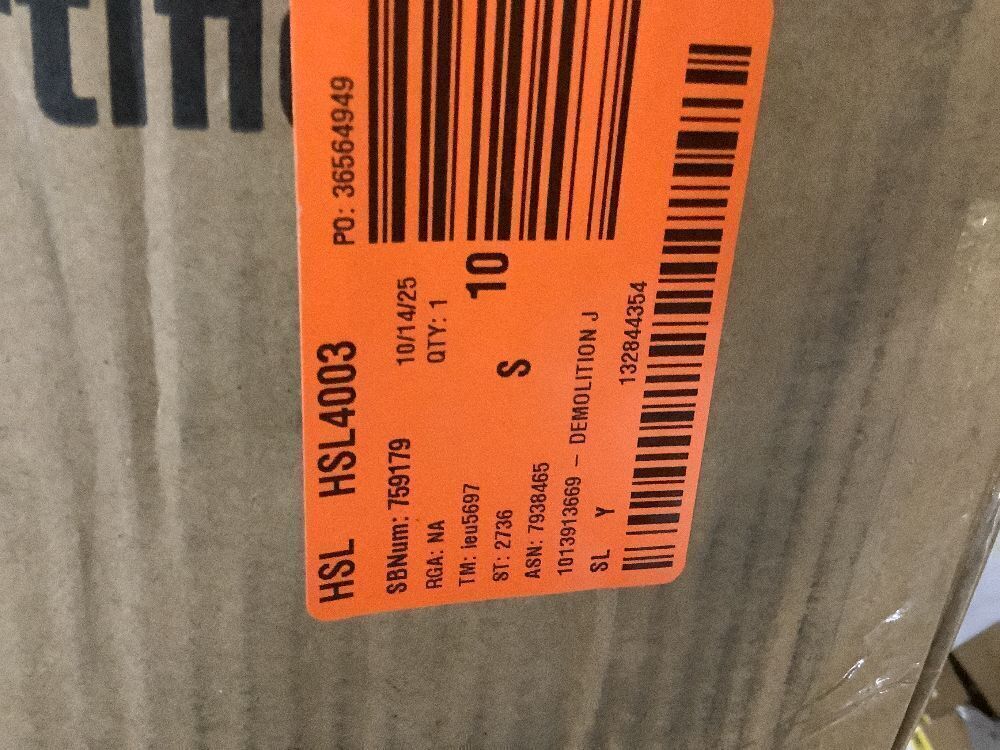 HSL HSL4003
PO: 36564949
SBNum: 759179 10/14/25
RGA: NA QTY: 1
TM: ieu5697
ST: 2736 S 10
ASN: 7938465
1013913669 – DEMOLITION J
SL Y 132844354